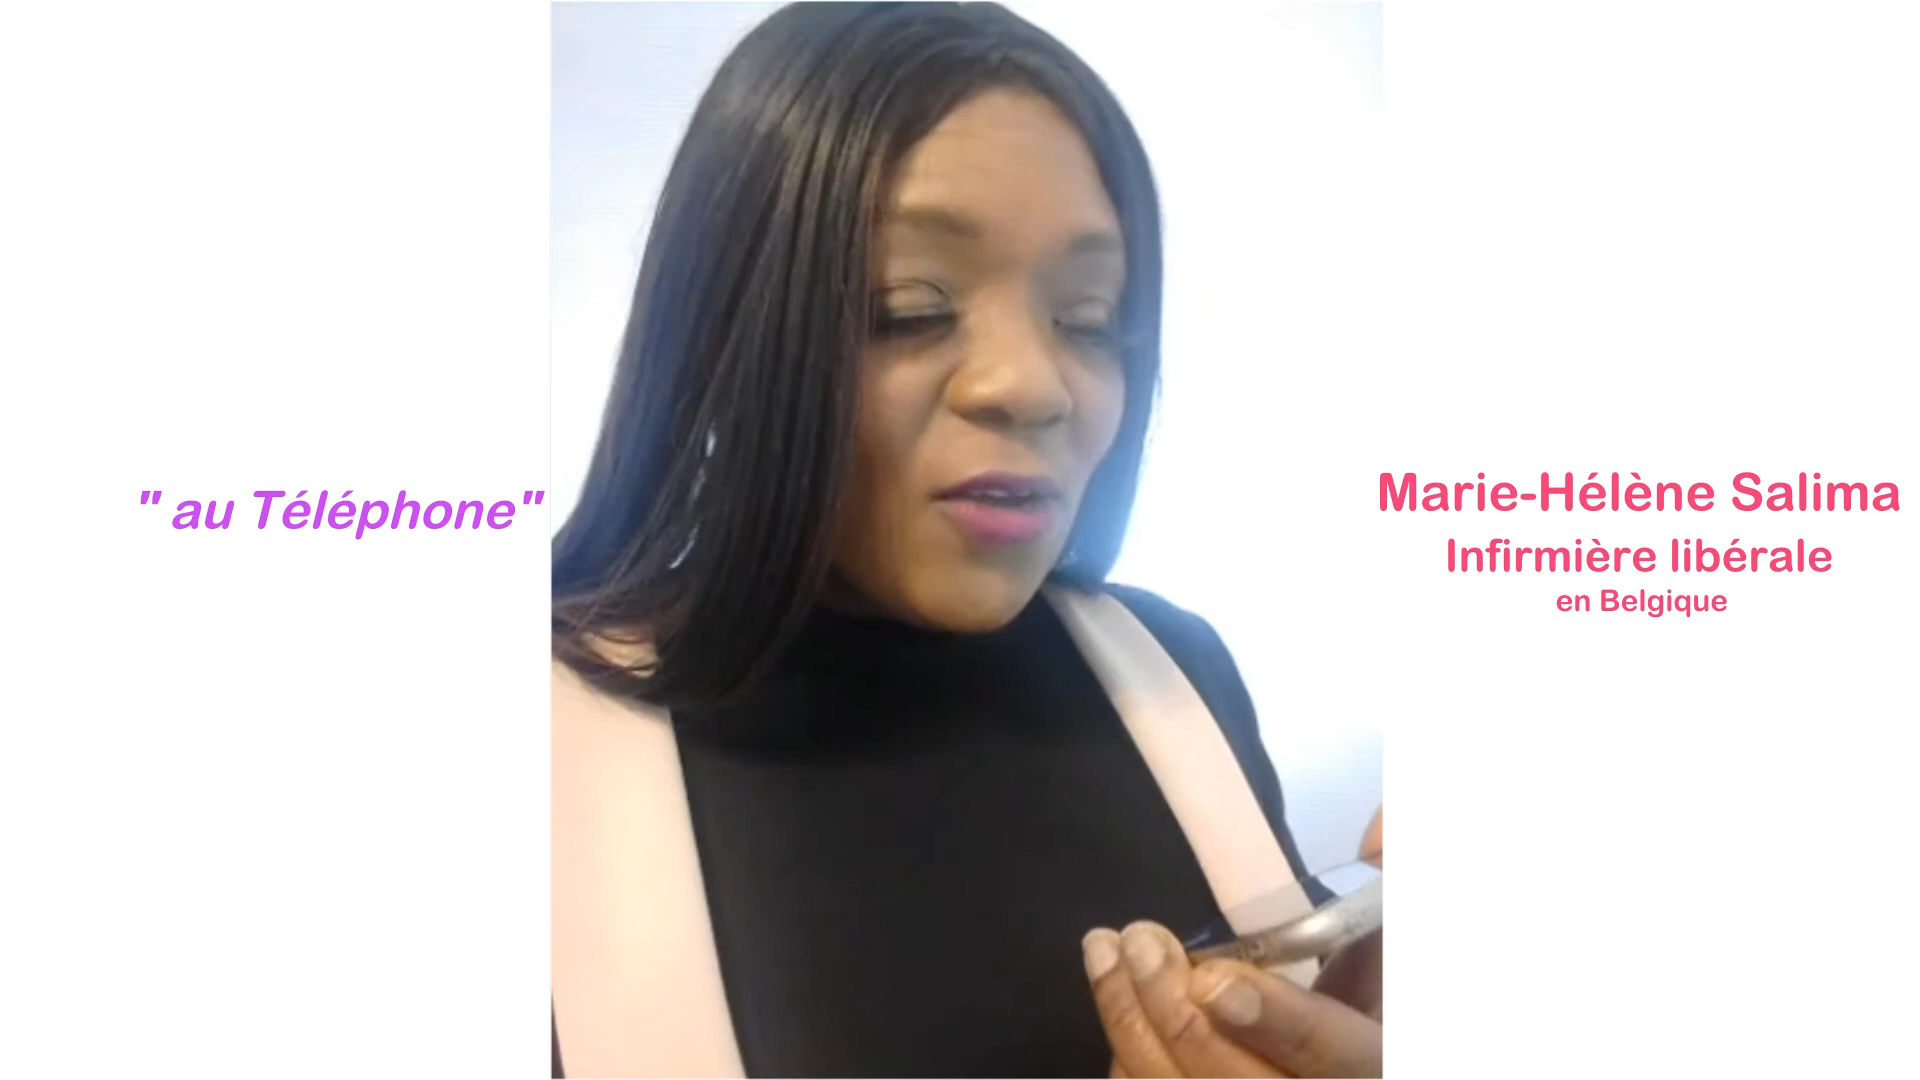 " au Téléphone"
Marie-Hélène Salima
Infirmière libérale
en Belgique